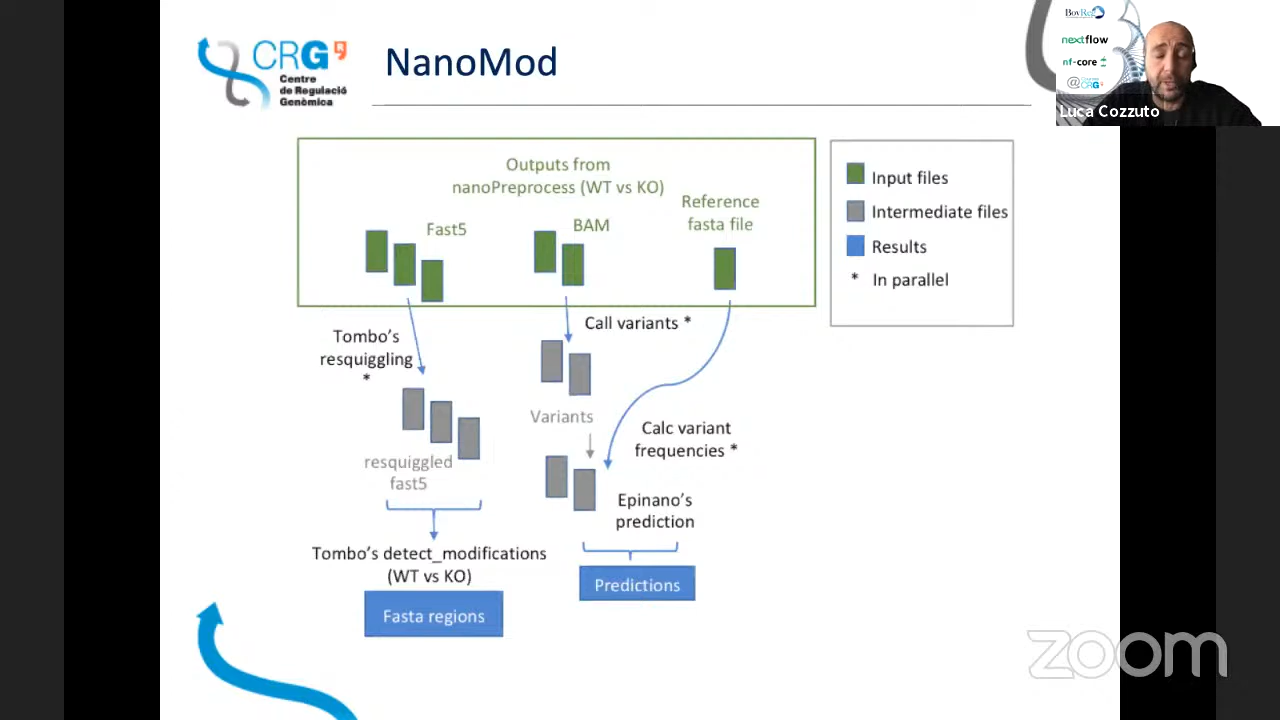 CRG
Centre
de Regulació
Genòmica
NanoMod
BovReg
nextflow
nf-core
CRG
Luca Cozzuto
Outputs from
nanoPreprocess (WT vs KO)
Fast5
BAM
Reference
fasta file
Input files
Intermediate files
Results
* In parallel
Tombo's
resquiggling
*
Call variants *
Variants
Calc variant
frequencies *
resquiggled
fast5
Epinano's
prediction
Tombo's detect_modifications
(WT vs KO)
Fasta regions
Predictions
zoom